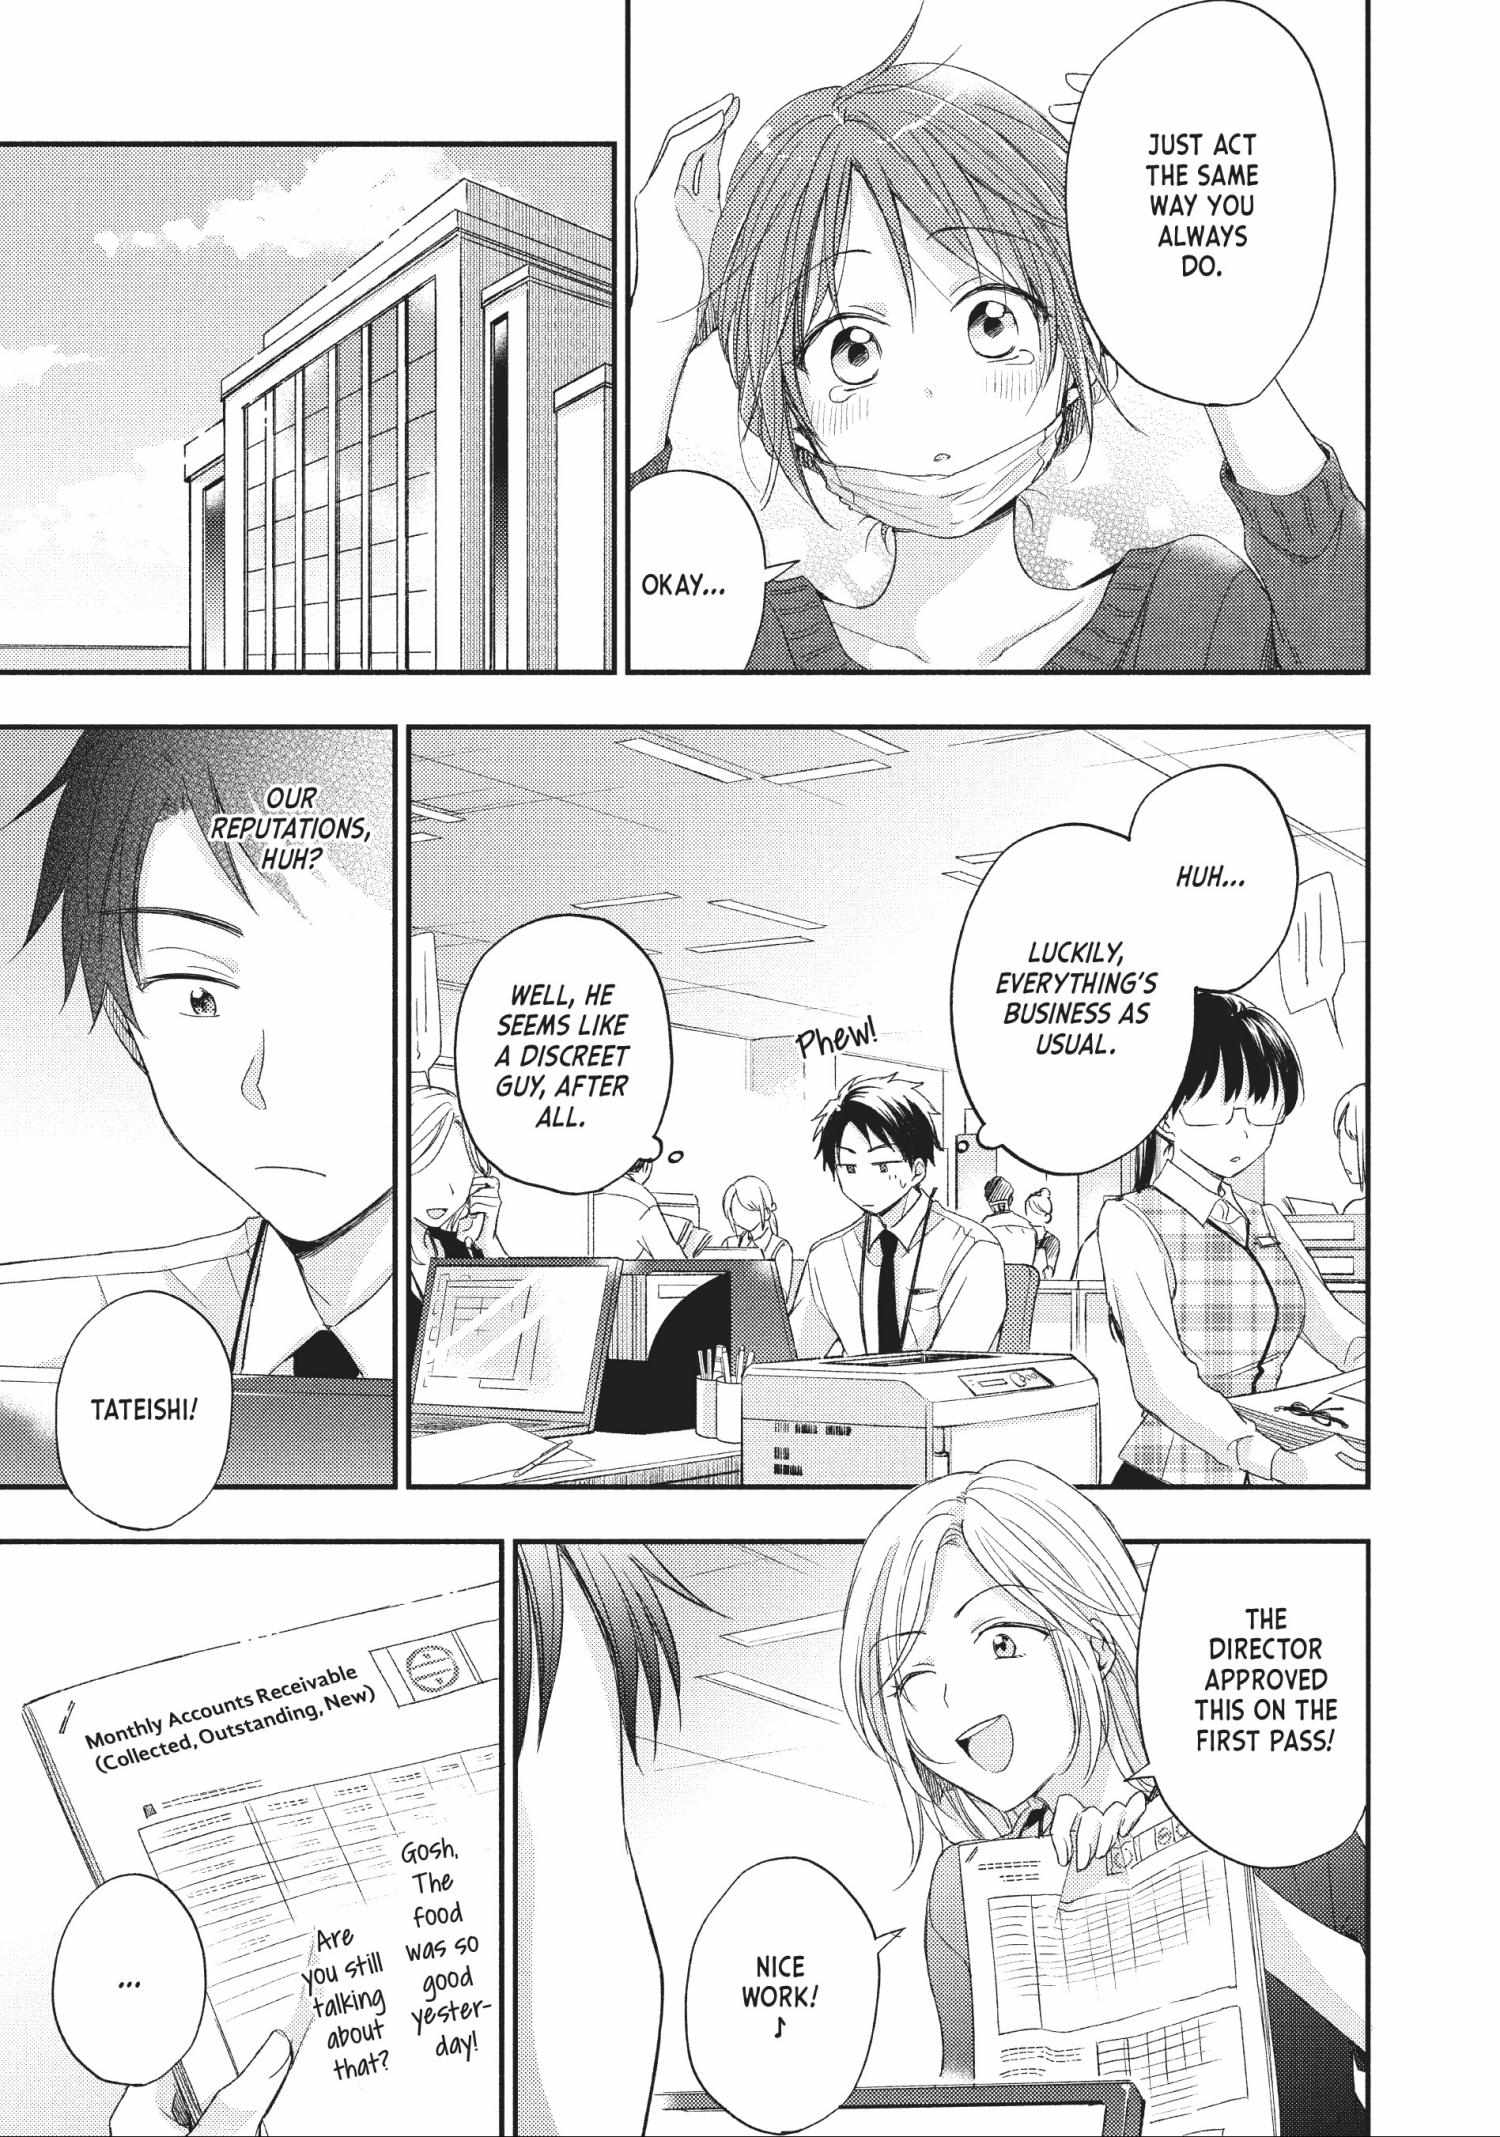 JUST ACT
THE SAME
WAY YOU
ALWAYS
DO.
OKAY...
HUH...
LUCKILY,
EVERYTHING'S
BUSINESS AS
USUAL.
Phew!
WELL, HE
SEEMS LIKE
A DISCREET
GUY, AFTER
ALL.
OUR
REPUTATIONS,
HUH?
TATEISHI!
THE
DIRECTOR
APPROVED
THIS ON THE
FIRST PASS!
NICE
WORK!
♪
Monthly Accounts Receivable
(Collected, Outstanding, New)
Gosh,
The
food
was so
good
yester-
day!
Are
you still
talking
about
that?
...